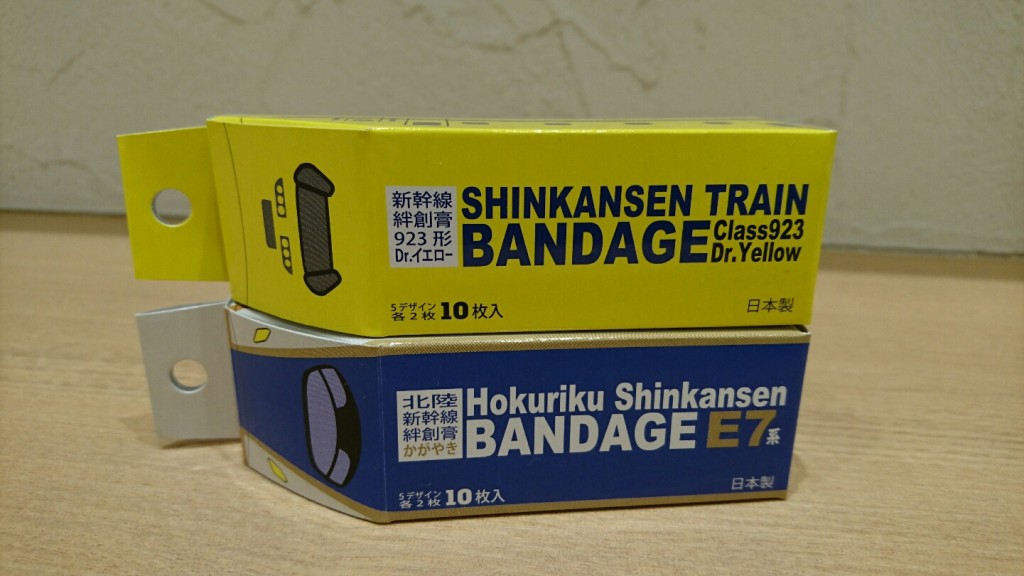 新幹線
絆創膏
923形
Dr.イエロー
SHINKANSEN TRAIN
BANDAGE
Class923
Dr.Yellow
5デザイン
各2枚
10枚入
日本製
北陸
新幹線
絆創膏
かがやき
Hokuriku Shinkansen
BANDAGE E7系
5デザイン
各2枚
10枚入
日本製